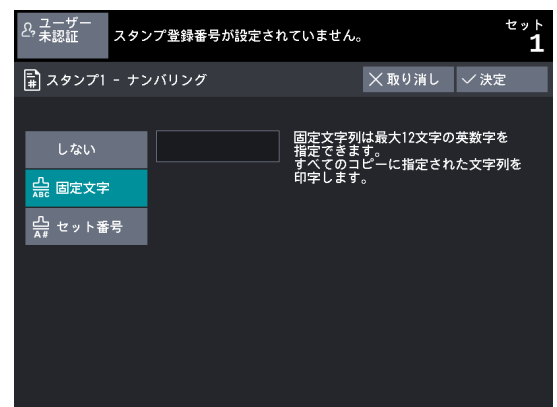 ユーザー
未認証
スタンプ登録番号が設定されていません。
セット
1
スタンプ1 - ナンバリング
取り消し
決定
しない
固定文字列は最大12文字の英数字を
指定できます。
すべてのコピーに指定された文字列を
印字します。
ABC 固定文字
A# セット番号